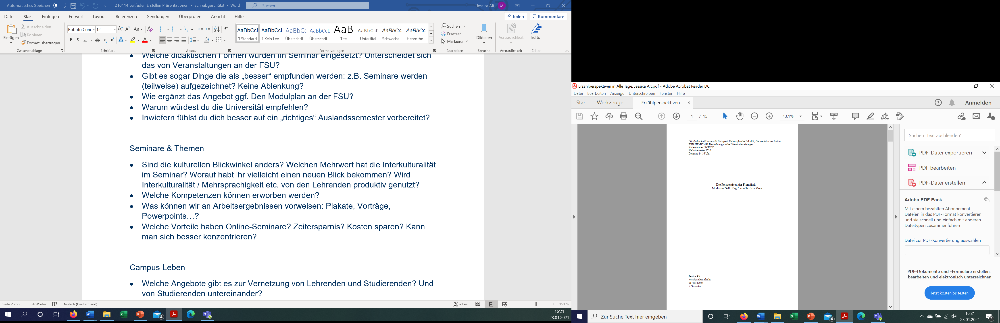 Automatisches Speichern
210114 Leitfaden Erstellen Präsentationen - Schreibgeschützt - Word
Suchen
Jessica Alt
JA
Datei Start Einfügen Entwurf Layout Referenzen Sendungen Überprüfen Ansicht Hilfe
Teilen
Kommentare
Einfügen
Ausschneiden
Kopieren
Format übertragen
Zwischenablage
Roboto Conc
12
F K U ab x₂ x²
Schriftart
Absatz
AaBbCcI AaBbCcI AaBbCc AaBbCcD AaB AaBbCcD AaBbCcI AaBbCcI
¶ Standard ¶ Kein Lee... Überschrif... Überschrif... Titel Untertitel Schwache... Hervorhe...
Formatvorlagen
Suchen
Ersetzen
Markieren
Bearbeiten
Diktieren
Sprache
Vertraulichkeit
Vertraulichkeit
Editor
Editor
• Welche didaktischen Formen wurden im Seminar eingesetzt? Unterscheidet sich
das von Veranstaltungen an der FSU?
• Gibt es sogar Dinge die als „besser“ empfunden werden: z.B. Seminare werden
(teilweise) aufgezeichnet? Keine Ablenkung?
• Wie ergänzt das Angebot ggf. Den Modulplan an der FSU?
• Warum würdest du die Universität empfehlen?
• Inwiefern fühlst du dich besser auf ein „richtiges“ Auslandssemester vorbereitet?
Seminare & Themen
• Sind die kulturellen Blickwinkel anders? Welchen Mehrwert hat die Interkulturalität
im Seminar? Worauf habt ihr vielleicht einen neuen Blick bekommen? Wird
Interkulturalität / Mehrsprachigkeit etc. von den Lehrenden produktiv genutzt?
• Welche Kompetenzen können erworben werden?
• Was können wir an Arbeitsergebnissen vorweisen: Plakate, Vorträge,
Powerpoints…?
• Welche Vorteile haben Online-Seminare? Zeitersparnis? Kosten sparen? Kann
man sich besser konzentrieren?
Campus-Leben
• Welche Angebote gibt es zur Vernetzung von Lehrenden und Studierenden? Und
von Studierenden untereinander?
Seite 2 von 3 384 Wörter Deutsch (Deutschland)
Fokus
151 %
4
16:21
23.01.2021
Erzählperspektiven in Alle Tage, Jessica Alt.pdf - Adobe Acrobat Reader DC
Datei Bearbeiten Anzeige Unterschreiben Fenster Hilfe
Start Werkzeuge Erzählperspektiven ... ×
Anmelden
1 / 15
43,1%
Eötvös-Loránd-Universität Budapest, Philosophische Fakultät, Germanistisches Institut
BBN-NEM17-431 Deutsch-ungarische Literaturbeziehungen
Kodenummer: RCE55D
Herbstsemester 2020
Dienstag 14-16 Uhr
Die Perspektiven der Fremdheit –
Modus in "Alle Tage" von Terézia Mora
Jessica Alt
jessi@student.elte.hu
01738549024
5. Semester
Suchen 'Text ausblenden'
PDF-Datei exportieren
PDF bearbeiten
PDF-Datei erstellen
Adobe PDF Pack
Mit einem bezahlten Abonnement
Dateien in das PDF-Format konvertieren
und sie schnell und einfach mit anderen
Dateitypen zusammenführen
Datei zur PDF-Konvertierung auswählen
PDF-Dokumente und -Formulare erstellen,
bearbeiten und elektronisch unterzeichnen
Jetzt kostenlos testen
Zur Suche Text hier eingeben
4
16:21
23.01.2021
5